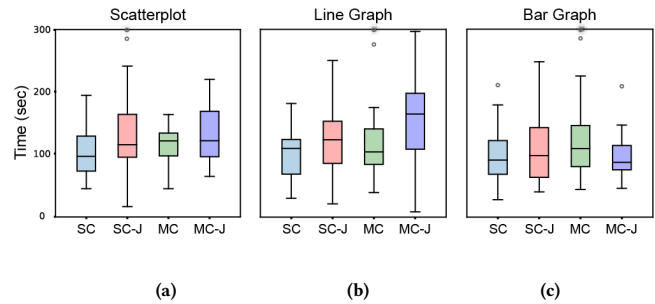 Scatterplot Line Graph Bar Graph
300
200
100
0
Time (sec)
SC SC-J MC MC-J SC SC-J MC MC-J SC SC-J MC MC-J
(a) (b) (c)